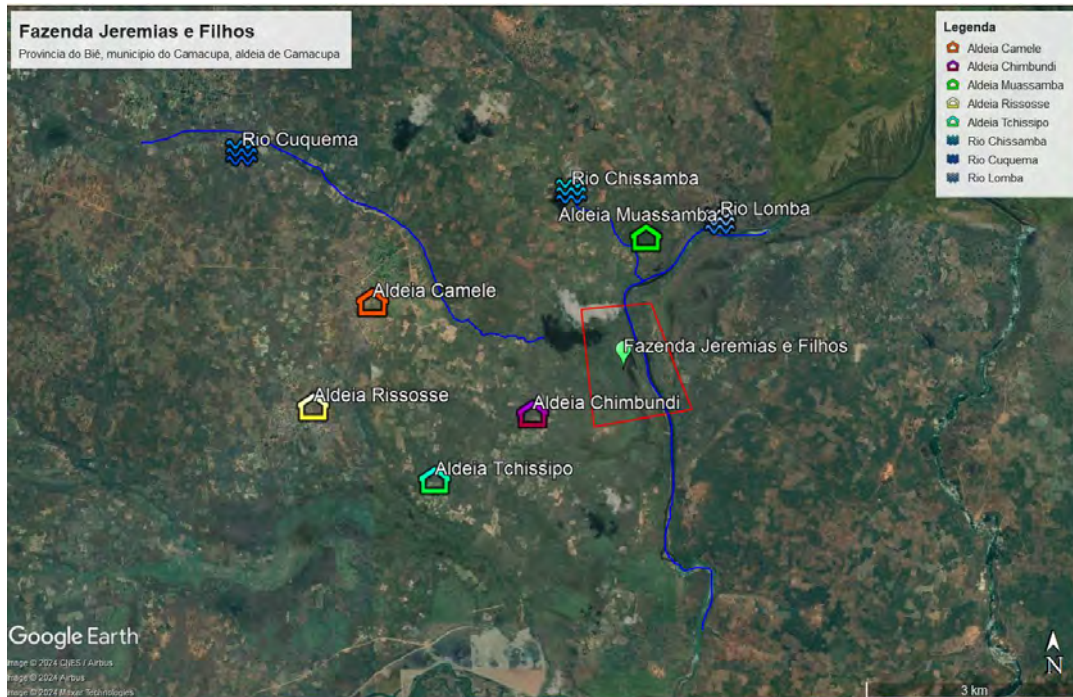 Fazenda Jeremias e Filhos
Provincia do Bié, municipio do Camacupa, aldeia de Camacupa
Legenda
Aldeia Camele
Aldeia Chimbundi
Aldeia Muassamba
Aldeia Rissosse
Aldeia Tchissipo
Rio Chissamba
Rio Cuquema
Rio Lomba
Rio Cuquema
Rio Chissamba
Aldeia Muassamba
Rio Lomba
Aldeia Camele
Fazenda Jeremias e Filhos
Aldeia Rissosse
Aldeia Chimbundi
Aldeia Tchissipo
Google Earth
Image © 2024 CNES / Airbus
Image © 2024 Airbus
Image © 2024 Maxar Technologies
N
3 km